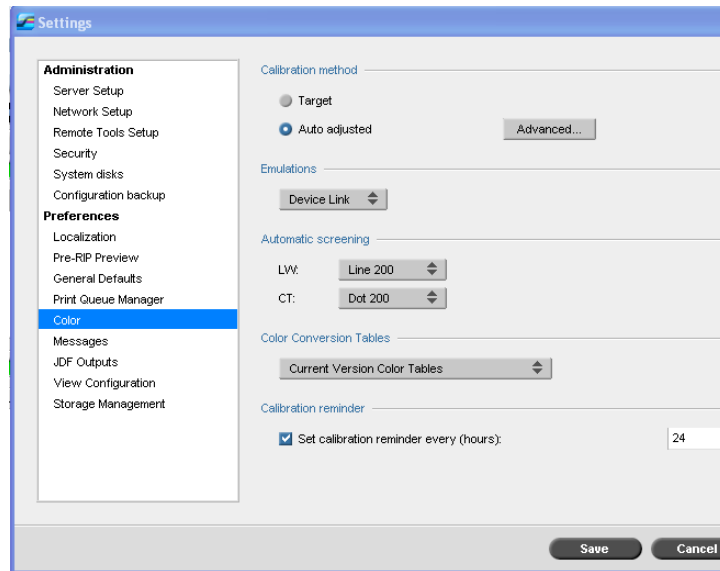 Settings
Administration
Server Setup
Network Setup
Remote Tools Setup
Security
System disks
Configuration backup
Preferences
Localization
Pre-RIP Preview
General Defaults
Print Queue Manager
Color
Messages
JDF Outputs
View Configuration
Storage Management
Calibration method
Target
Auto adjusted
Advanced...
Emulations
Device Link
Automatic screening
LW: Line 200
CT: Dot 200
Color Conversion Tables
Current Version Color Tables
Calibration reminder
Set calibration reminder every (hours): 24
Save Cancel